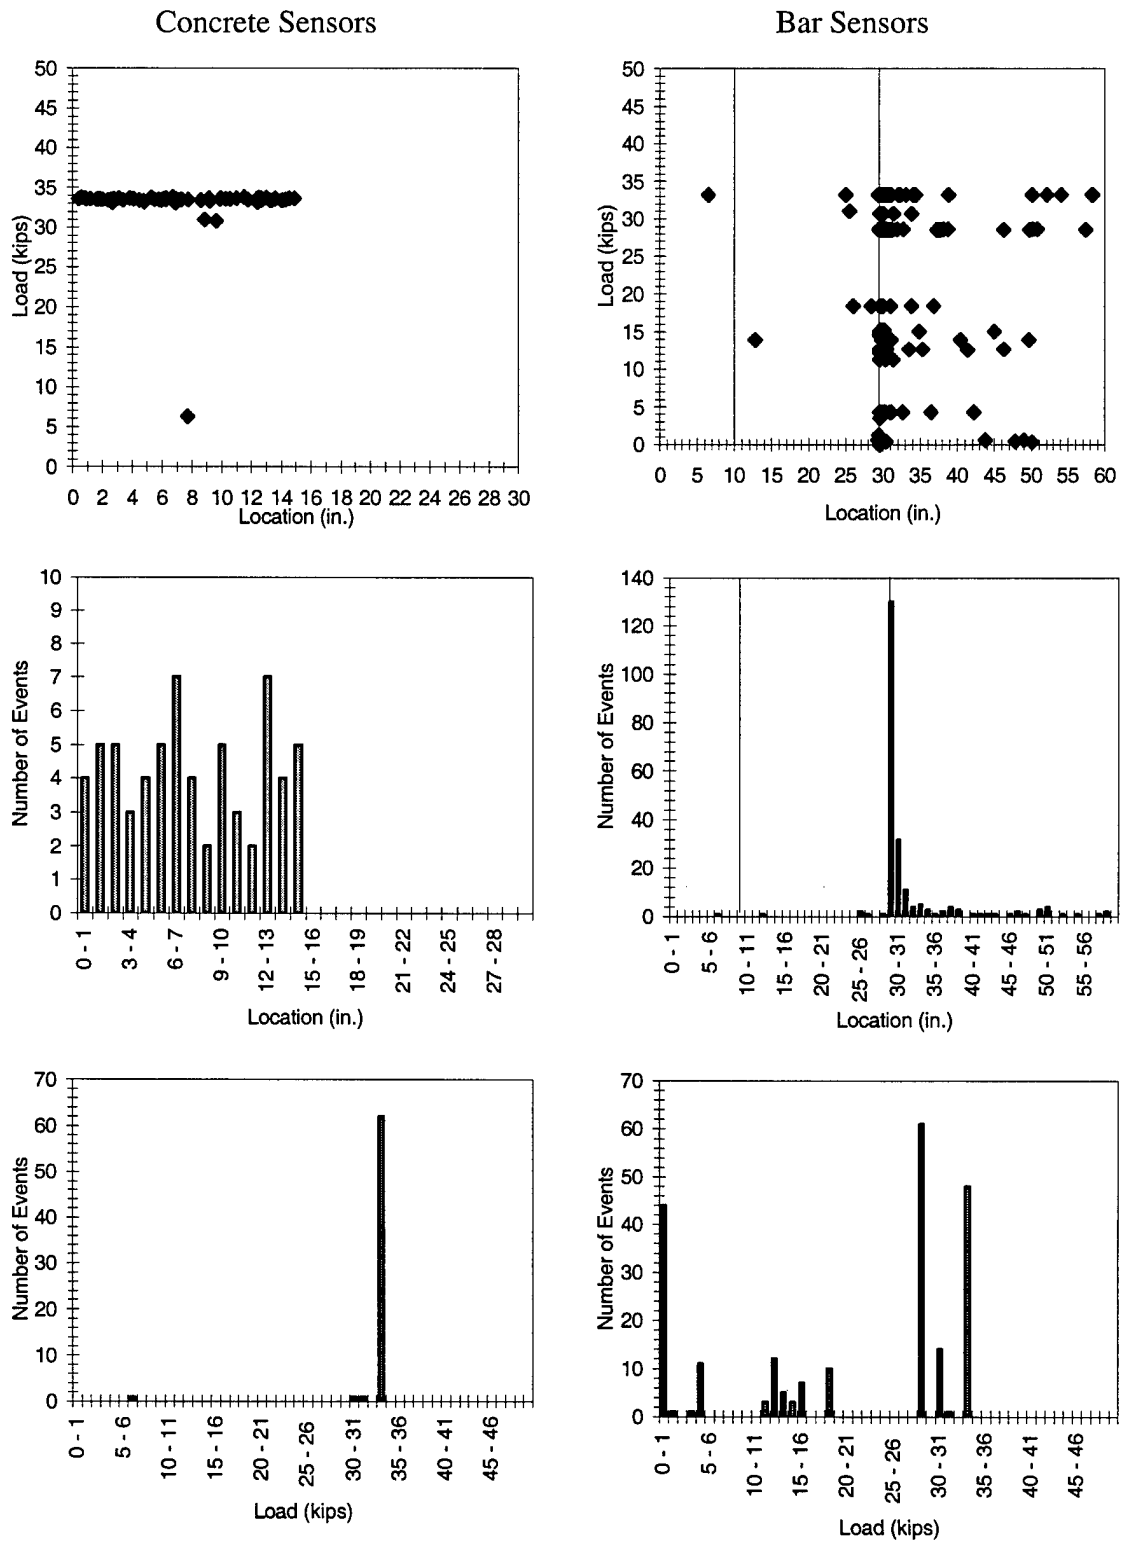 Concrete Sensors
Bar Sensors
50
45
40
35
30
25
20
15
10
5
0
Load (kips)
0 2 4 6 8 10 12 14 16 18 20 22 24 26 28 30
Location (in.)
50
45
40
35
30
25
20
15
10
5
0
Load (kips)
0 5 10 15 20 25 30 35 40 45 50 55 60
Location (in.)
10
9
8
7
6
5
4
3
2
1
0
Number of Events
0 - 1 3 - 4 6 - 7 9 - 10 12 - 13 15 - 16 18 - 19 21 - 22 24 - 25 27 - 28
Location (in.)
140
120
100
80
60
40
20
0
Number of Events
0 - 1 5 - 6 10 - 11 15 - 16 20 - 21 25 - 26 30 - 31 35 - 36 40 - 41 45 - 46 50 - 51 55 - 56
Location (in.)
70
60
50
40
30
20
10
0
Number of Events
0 - 1 5 - 6 10 - 11 15 - 16 20 - 21 25 - 26 30 - 31 35 - 36 40 - 41 45 - 46
Load (kips)
70
60
50
40
30
20
10
0
Number of Events
0 - 1 5 - 6 10 - 11 15 - 16 20 - 21 25 - 26 30 - 31 35 - 36 40 - 41 45 - 46
Load (kips)